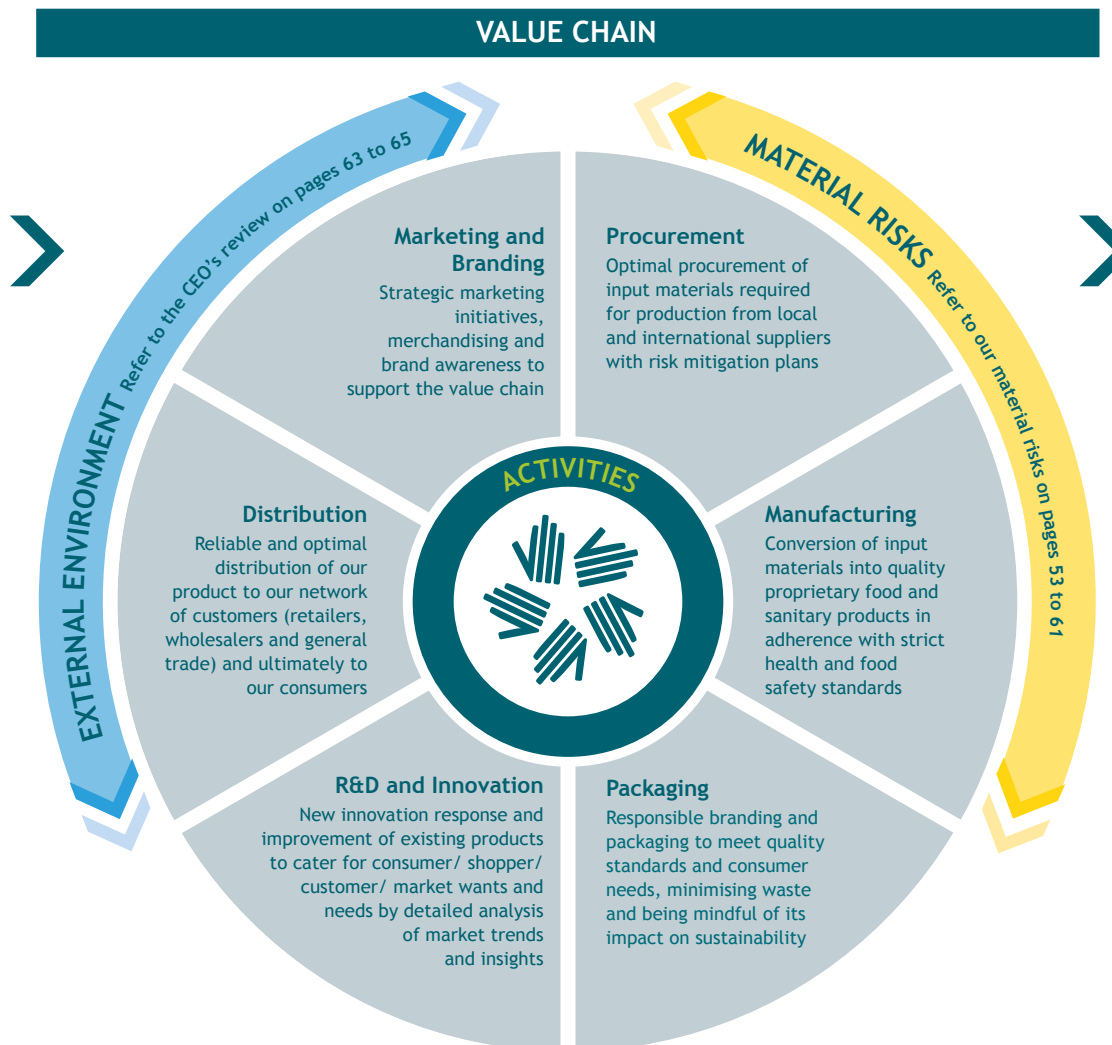 VALUE CHAIN
EXTERNAL ENVIRONMENT Refer to the CEO's review on pages 63 to 65
MATERIAL RISKS Refer to our material risks on pages 53 to 61
Marketing and
Branding
Strategic marketing
initiatives,
merchandising and
brand awareness to
support the value chain
Procurement
Optimal procurement of
input materials required
for production from local
and international suppliers
with risk mitigation plans
ACTIVITIES
Distribution
Reliable and optimal
distribution of our
product to our network
of customers (retailers,
wholesalers and general
trade) and ultimately to
our consumers
Manufacturing
Conversion of input
materials into quality
proprietary food and
sanitary products in
adherence with strict
health and food
safety standards
R&D and Innovation
New innovation response and
improvement of existing products
to cater for consumer/ shopper/
customer/ market wants and
needs by detailed analysis
of market trends
and insights
Packaging
Responsible branding and
packaging to meet quality
standards and consumer
needs, minimising waste
and being mindful of its
impact on sustainability